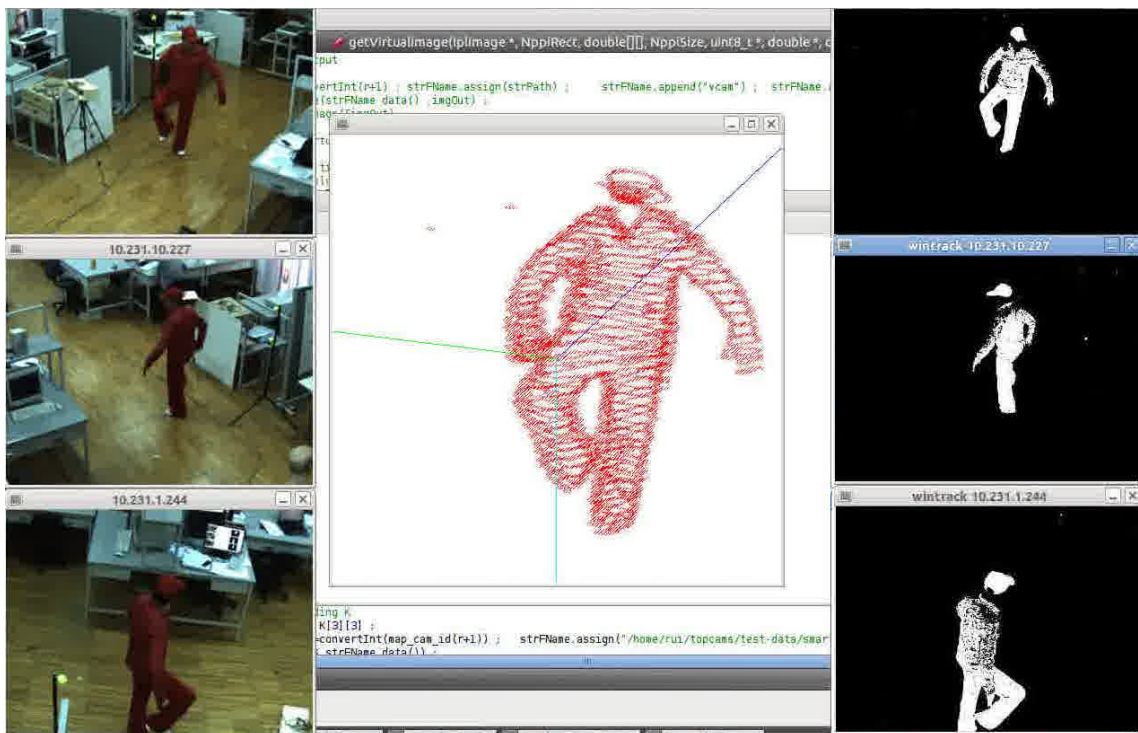 getVirtualimage(IplImage *, NppiRect, double[][], NppiSize, uint8_t *, double *, c
vertInt(r+1) ; strFName.assign(strPath) ; strFName.append("vcam") ; strFName.
(strFName data() imgOut) ;
10.231.10.227
wintrack 10.231.10.227
10.231.1.244
wintrack 10.231.1.244
ding K
K[3][3] ;
=convertInt(map_cam_id(r+1)) ; strFName.assign("/home/rui/topcams/test-data/smar
strFName data()) ;